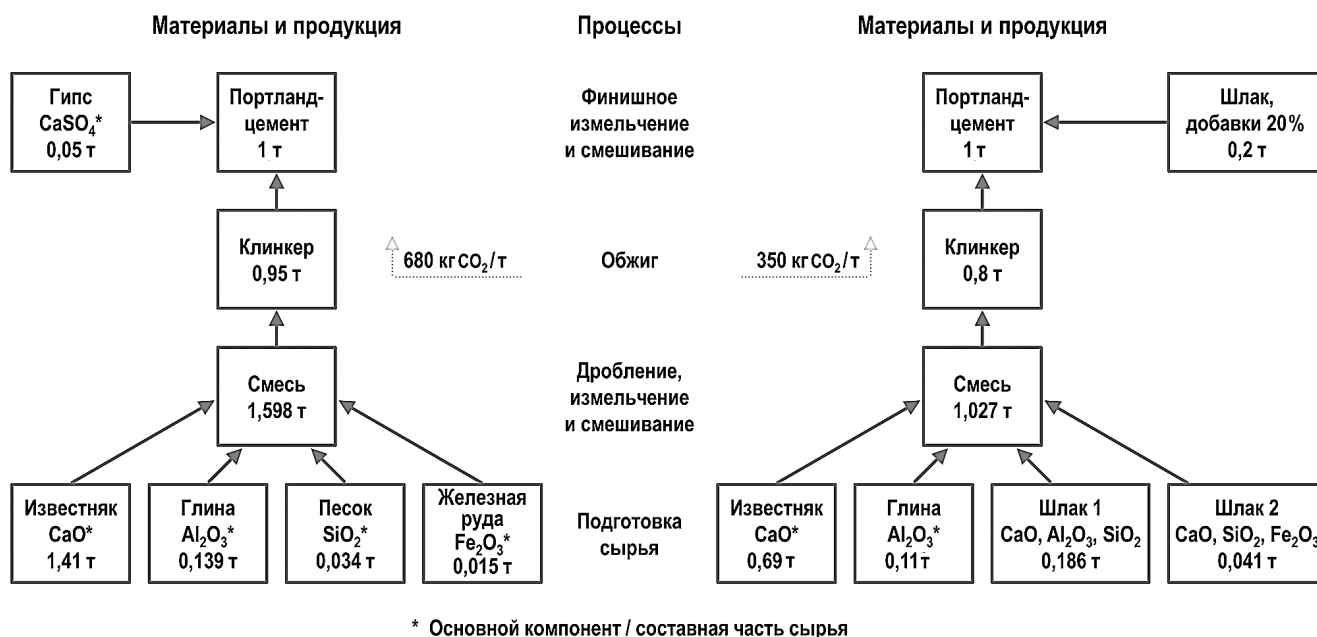 Материалы и продукция
Процессы
Материалы и продукция
Гипс
CaSO₄*
0,05 т
Портланд-
цемент
1 т
Финишное
измельчение
и смешивание
Портланд-
цемент
1 т
Шлак,
добавки 20%
0,2 т
Клинкер
0,95 т
680 кг CO₂/т
Обжиг
350 кг CO₂/т
Клинкер
0,8 т
Смесь
1,598 т
Дробление,
измельчение
и смешивание
Смесь
1,027 т
Известняк
CaO*
1,41 т
Глина
Al₂O₃*
0,139 т
Песок
SiO₂*
0,034 т
Железная
руда
Fe₂O₃*
0,015 т
Подготовка
сырья
Известняк
CaO*
0,69 т
Глина
Al₂O₃*
0,11 т
Шлак 1
CaO, Al₂O₃, SiO₂
0,186 т
Шлак 2
CaO, SiO₂, Fe₂O₃
0,041 т
* Основной компонент / составная часть сырья